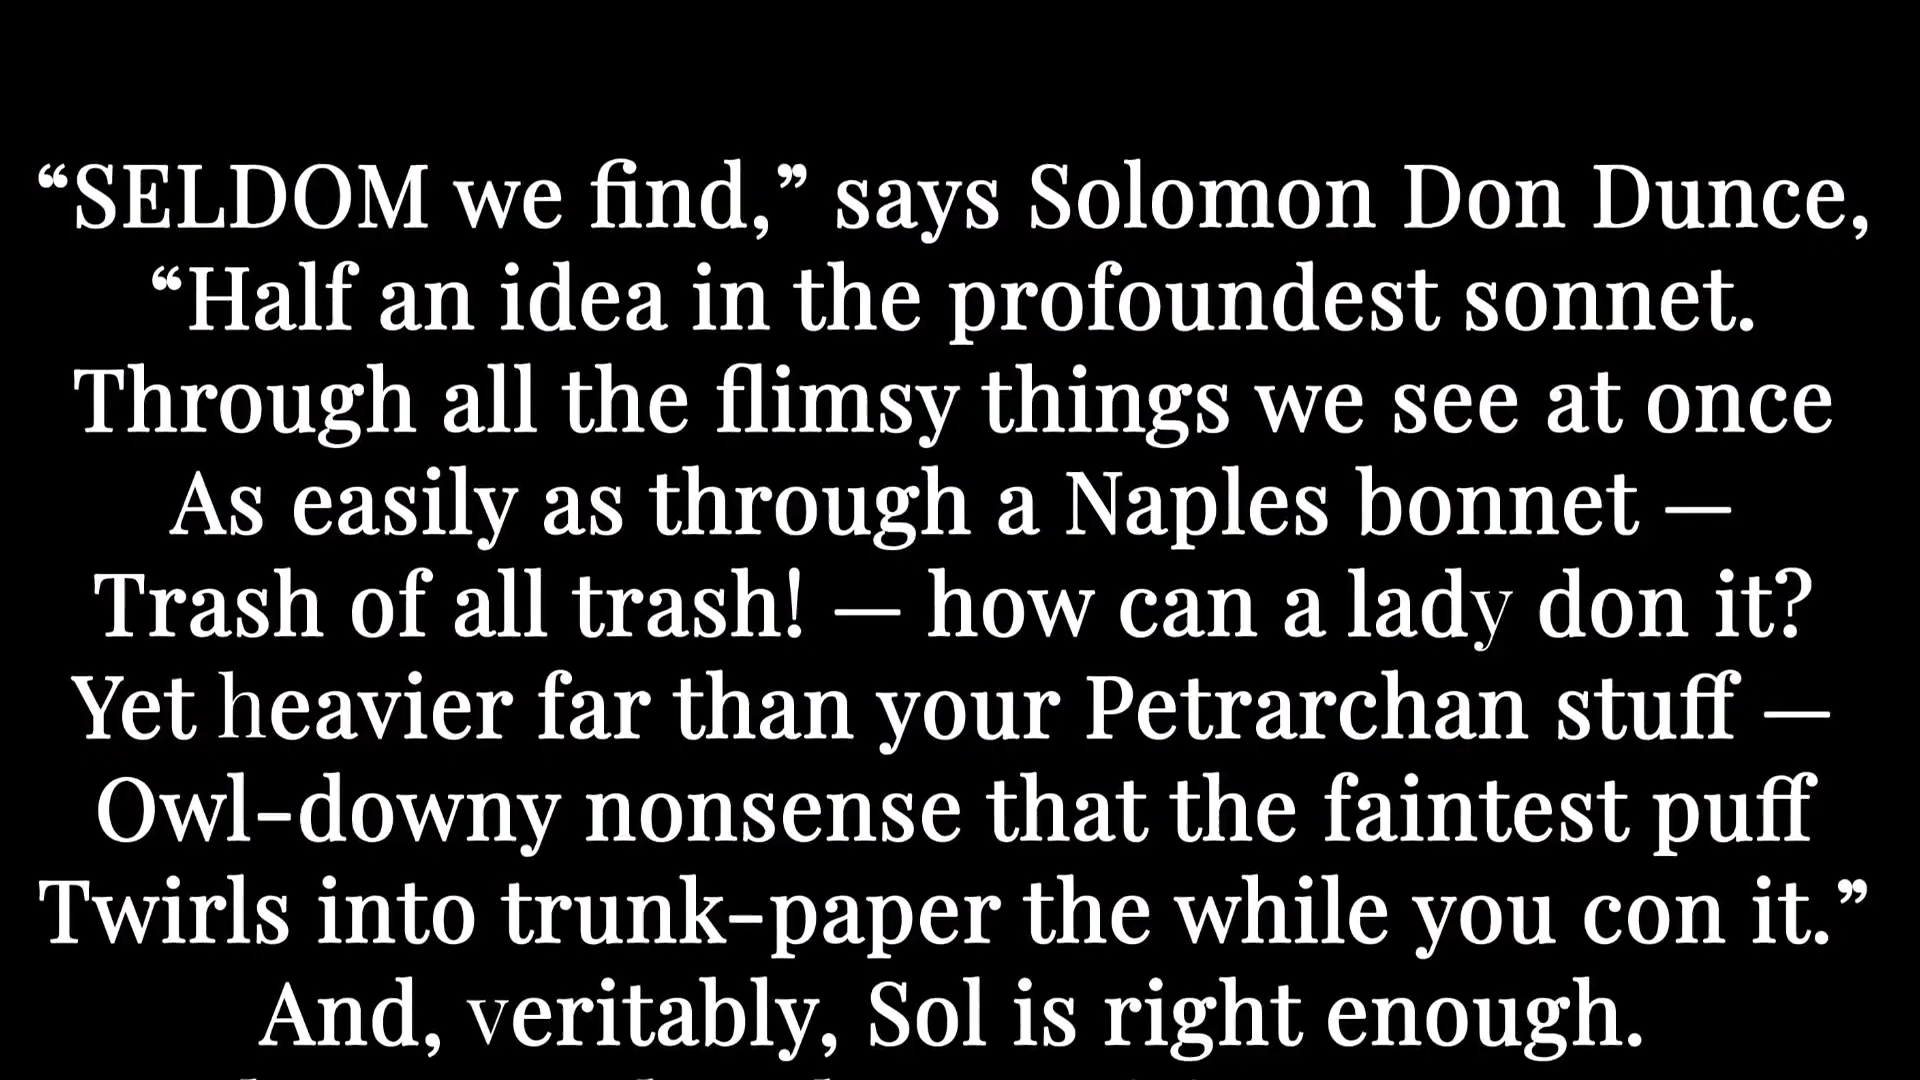 “SELDOM we find,” says Solomon Don Dunce,
“Half an idea in the profoundest sonnet.
Through all the flimsy things we see at once
As easily as through a Naples bonnet —
Trash of all trash! — how can a lady don it?
Yet heavier far than your Petrarchan stuff —
Owl-downy nonsense that the faintest puff
Twirls into trunk-paper the while you con it.”
And, veritably, Sol is right enough.